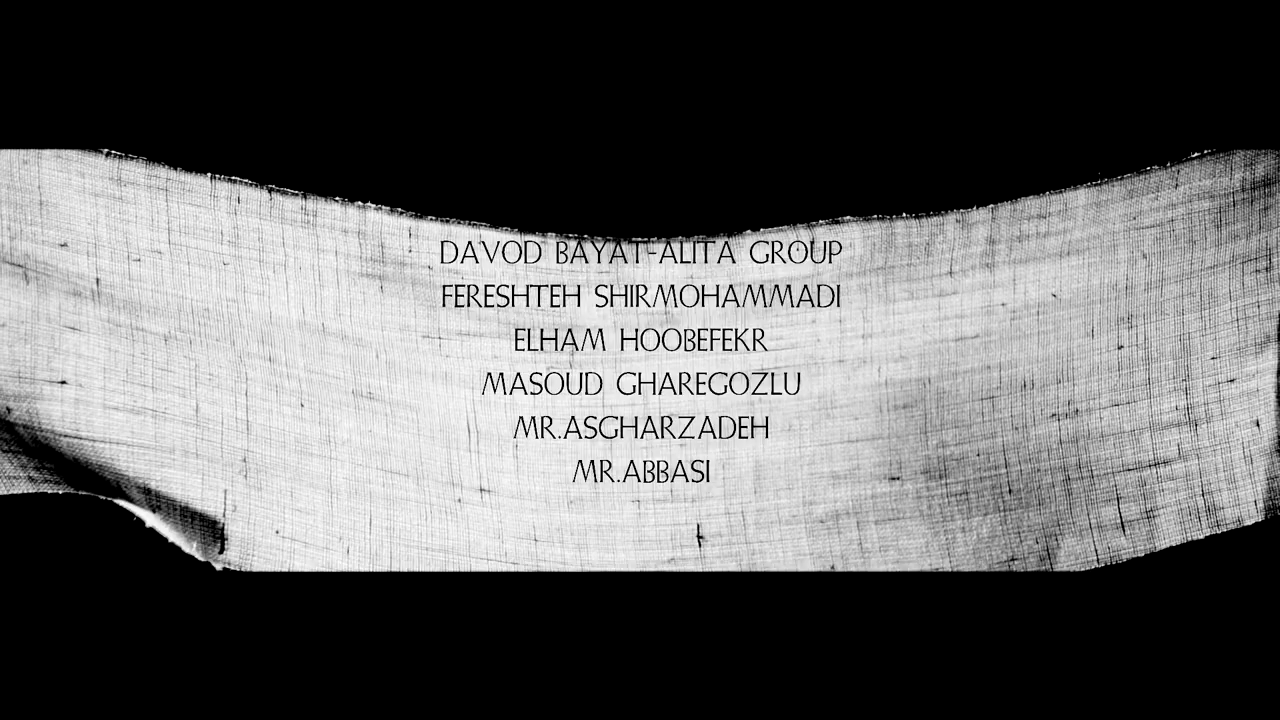 DAVOD BAYAT-ALITA GROUP
FERESHTEH SHIRMOHAMMADI
ELHAM HOOBEFEKR
MASOUD GHAREGOZLU
MR.ASGHARZADEH
MR.ABBASI